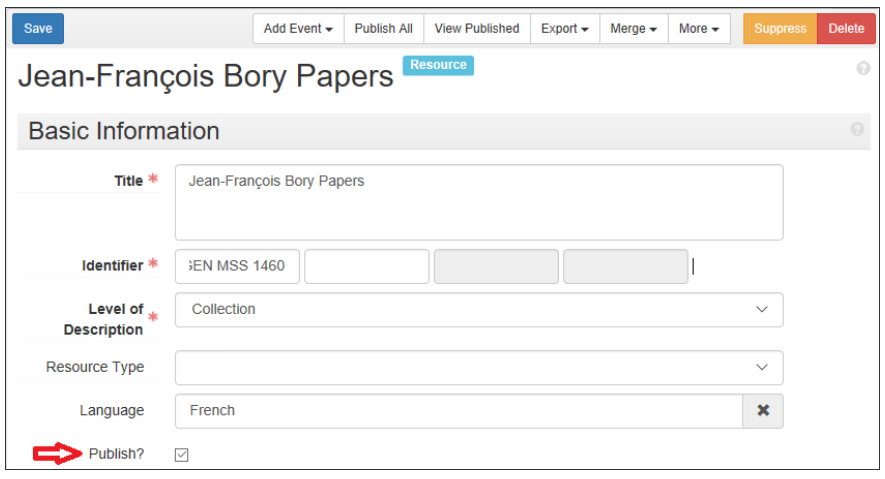 Save Add Event Publish All View Published Export Merge More Suppress Delete
Jean-François Bory Papers Resource
Basic Information
Title * Jean-François Bory Papers
Identifier * GEN MSS 1460
Level of Description * Collection
Resource Type
Language French
Publish?